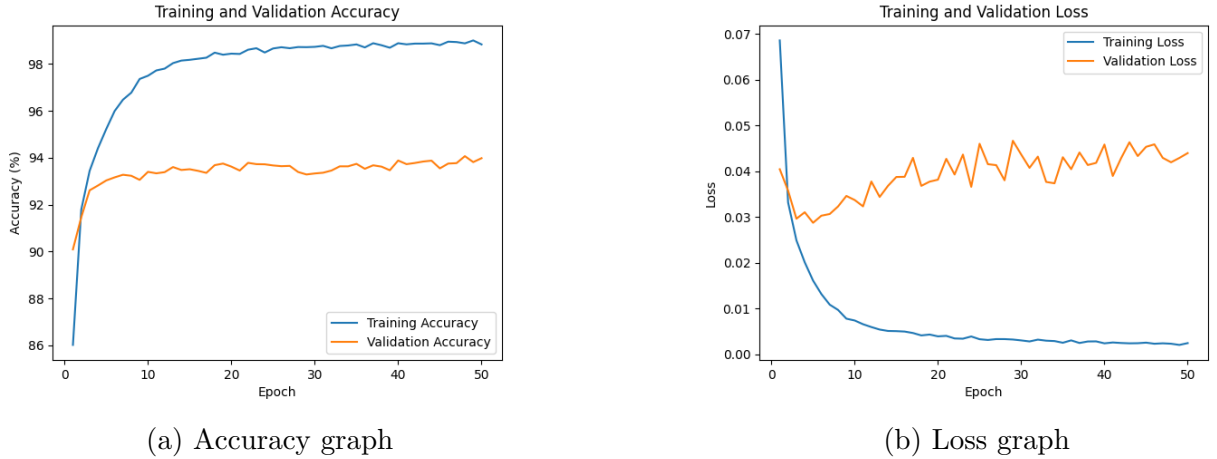 Training and Validation Accuracy
98
96
94
92
90
88
86
Accuracy (%)
Training Accuracy
Validation Accuracy
0 10 20 30 40 50
Epoch
(a) Accuracy graph
Training and Validation Loss
0.07
0.06
0.05
0.04
0.03
0.02
0.01
0.00
Loss
Training Loss
Validation Loss
0 10 20 30 40 50
Epoch
(b) Loss graph